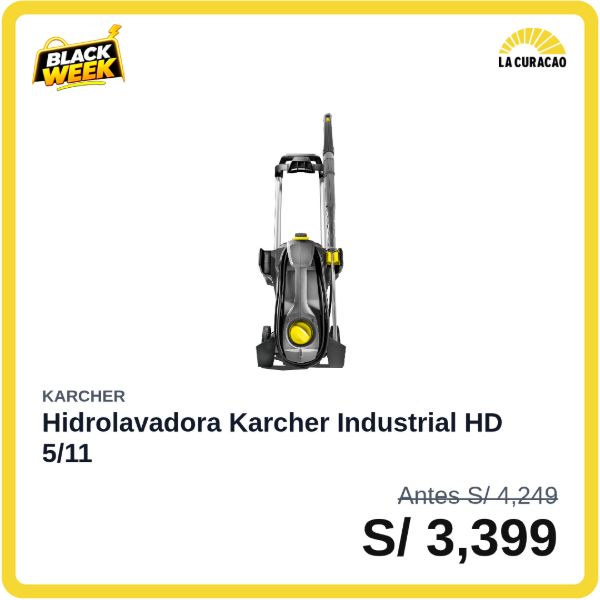 BLACK
WEEK
LA CURACAO
KARCHER
Hidrolavadora Karcher Industrial HD
5/11
Antes S/ 4,249
S/ 3,399